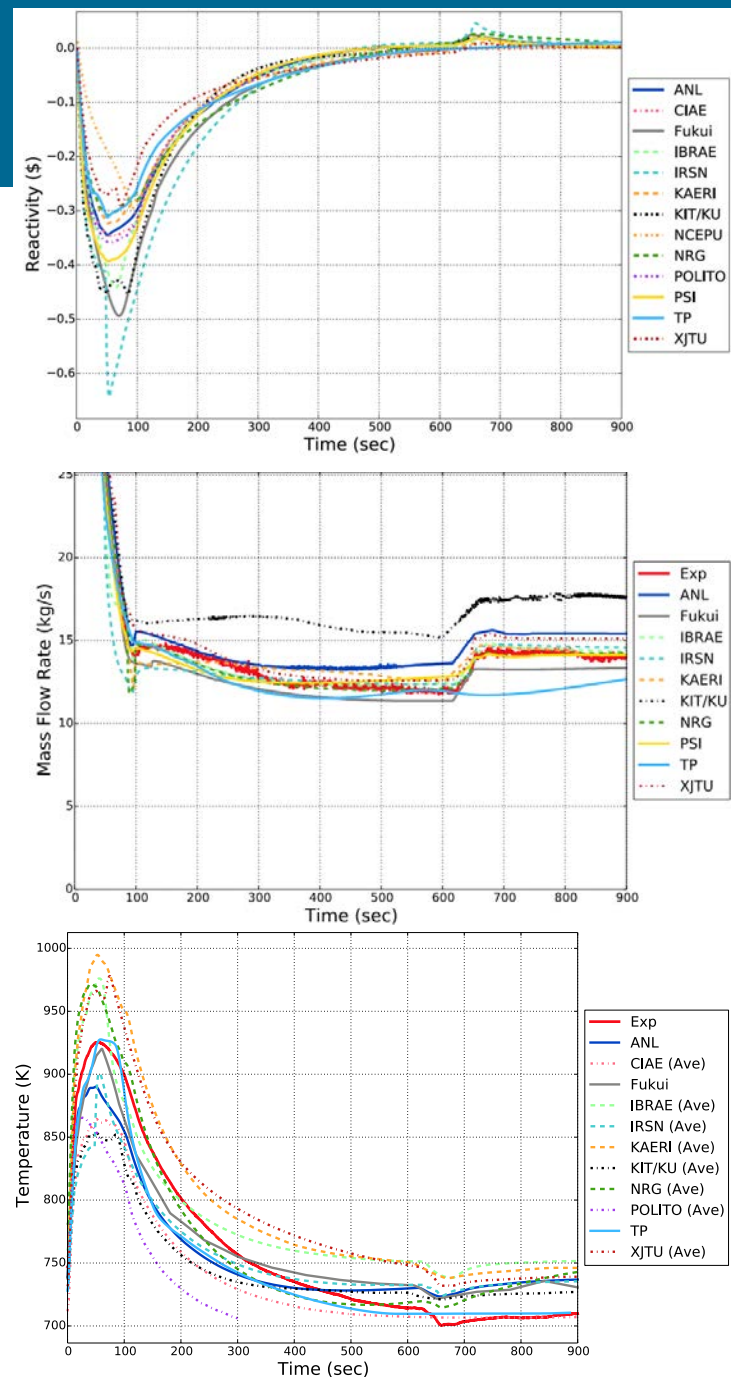 0.0
−0.1
−0.2
−0.3
−0.4
−0.5
−0.6
Reactivity ($)
0 100 200 300 400 500 600 700 800 900
Time (sec)
ANL
CIAE
Fukui
IBRAE
IRSN
KAERI
KIT/KU
NCEPU
NRG
POLITO
PSI
TP
XJTU
25
20
15
10
5
0
Mass Flow Rate (kg/s)
0 100 200 300 400 500 600 700 800 900
Time (sec)
Exp
ANL
Fukui
IBRAE
IRSN
KAERI
KIT/KU
NRG
PSI
TP
XJTU
1000
950
900
850
800
750
700
Temperature (K)
0 100 200 300 400 500 600 700 800 900
Time (sec)
Exp
ANL
CIAE (Ave)
Fukui
IBRAE (Ave)
IRSN (Ave)
KAERI (Ave)
KIT/KU (Ave)
NRG (Ave)
POLITO (Ave)
TP
XJTU (Ave)